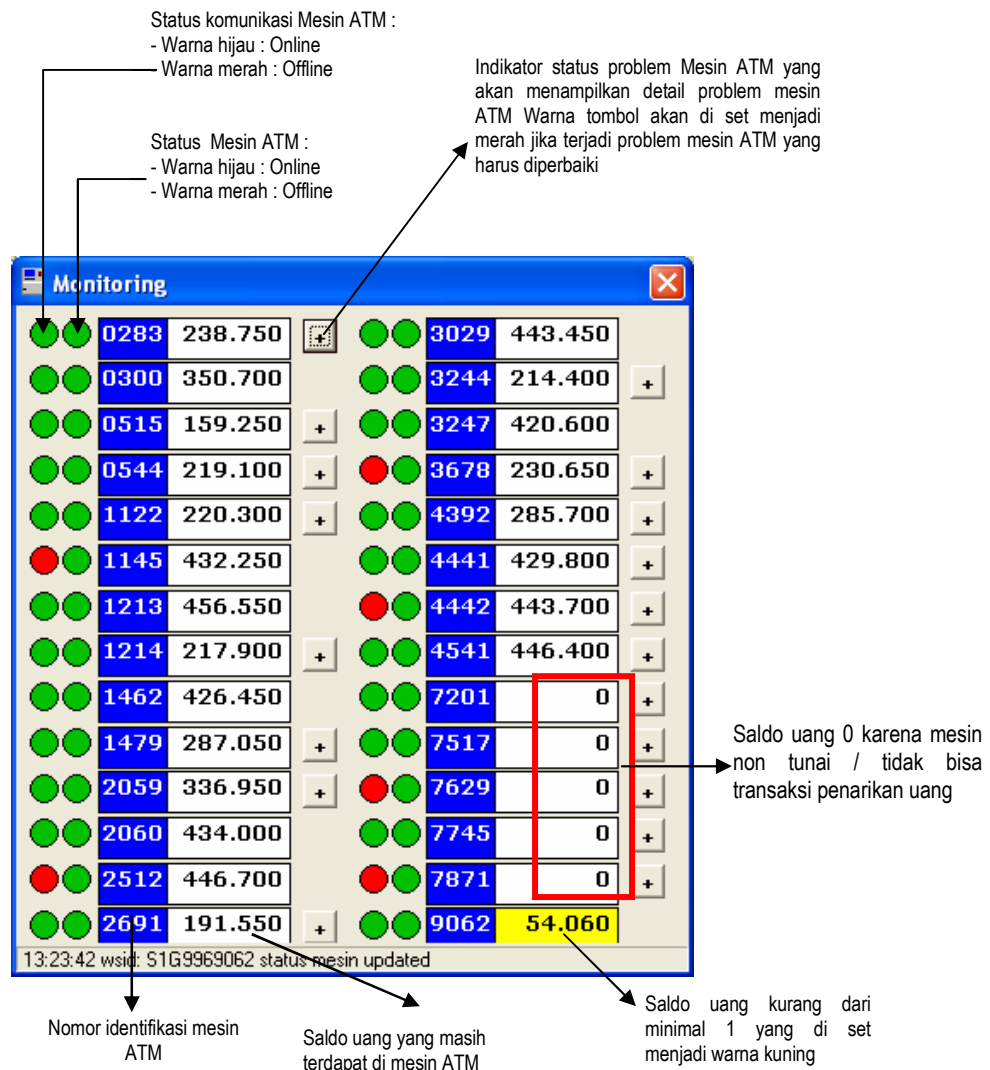 Status komunikasi Mesin ATM :
- Warna hijau : Online
- Warna merah : Offline
Indikator status problem Mesin ATM yang
akan menampilkan detail problem mesin
ATM Warna tombol akan di set menjadi
merah jika terjadi problem mesin ATM yang
harus diperbaiki
Status Mesin ATM :
- Warna hijau : Online
- Warna merah : Offline
Monitoring
0283 238.750 + 3029 443.450
0300 350.700 3244 214.400 +
0515 159.250 + 3247 420.600
0544 219.100 + 3678 230.650 +
1122 220.300 + 4392 285.700 +
1145 432.250 4441 429.800 +
1213 456.550 4442 443.700 +
1214 217.900 + 4541 446.400 +
1462 426.450 7201 0 +
1479 287.050 + 7517 0 +
2059 336.950 + 7629 0 +
2060 434.000 7745 0 +
2512 446.700 7871 0 +
2691 191.550 + 9062 54.060
13:23:42 wsid: S1G9969062 status mesin updated
Saldo uang 0 karena mesin
non tunai / tidak bisa
transaksi penarikan uang
Nomor identifikasi mesin
ATM
Saldo uang yang masih
terdapat di mesin ATM
Saldo uang kurang dari
minimal 1 yang di set
menjadi warna kuning